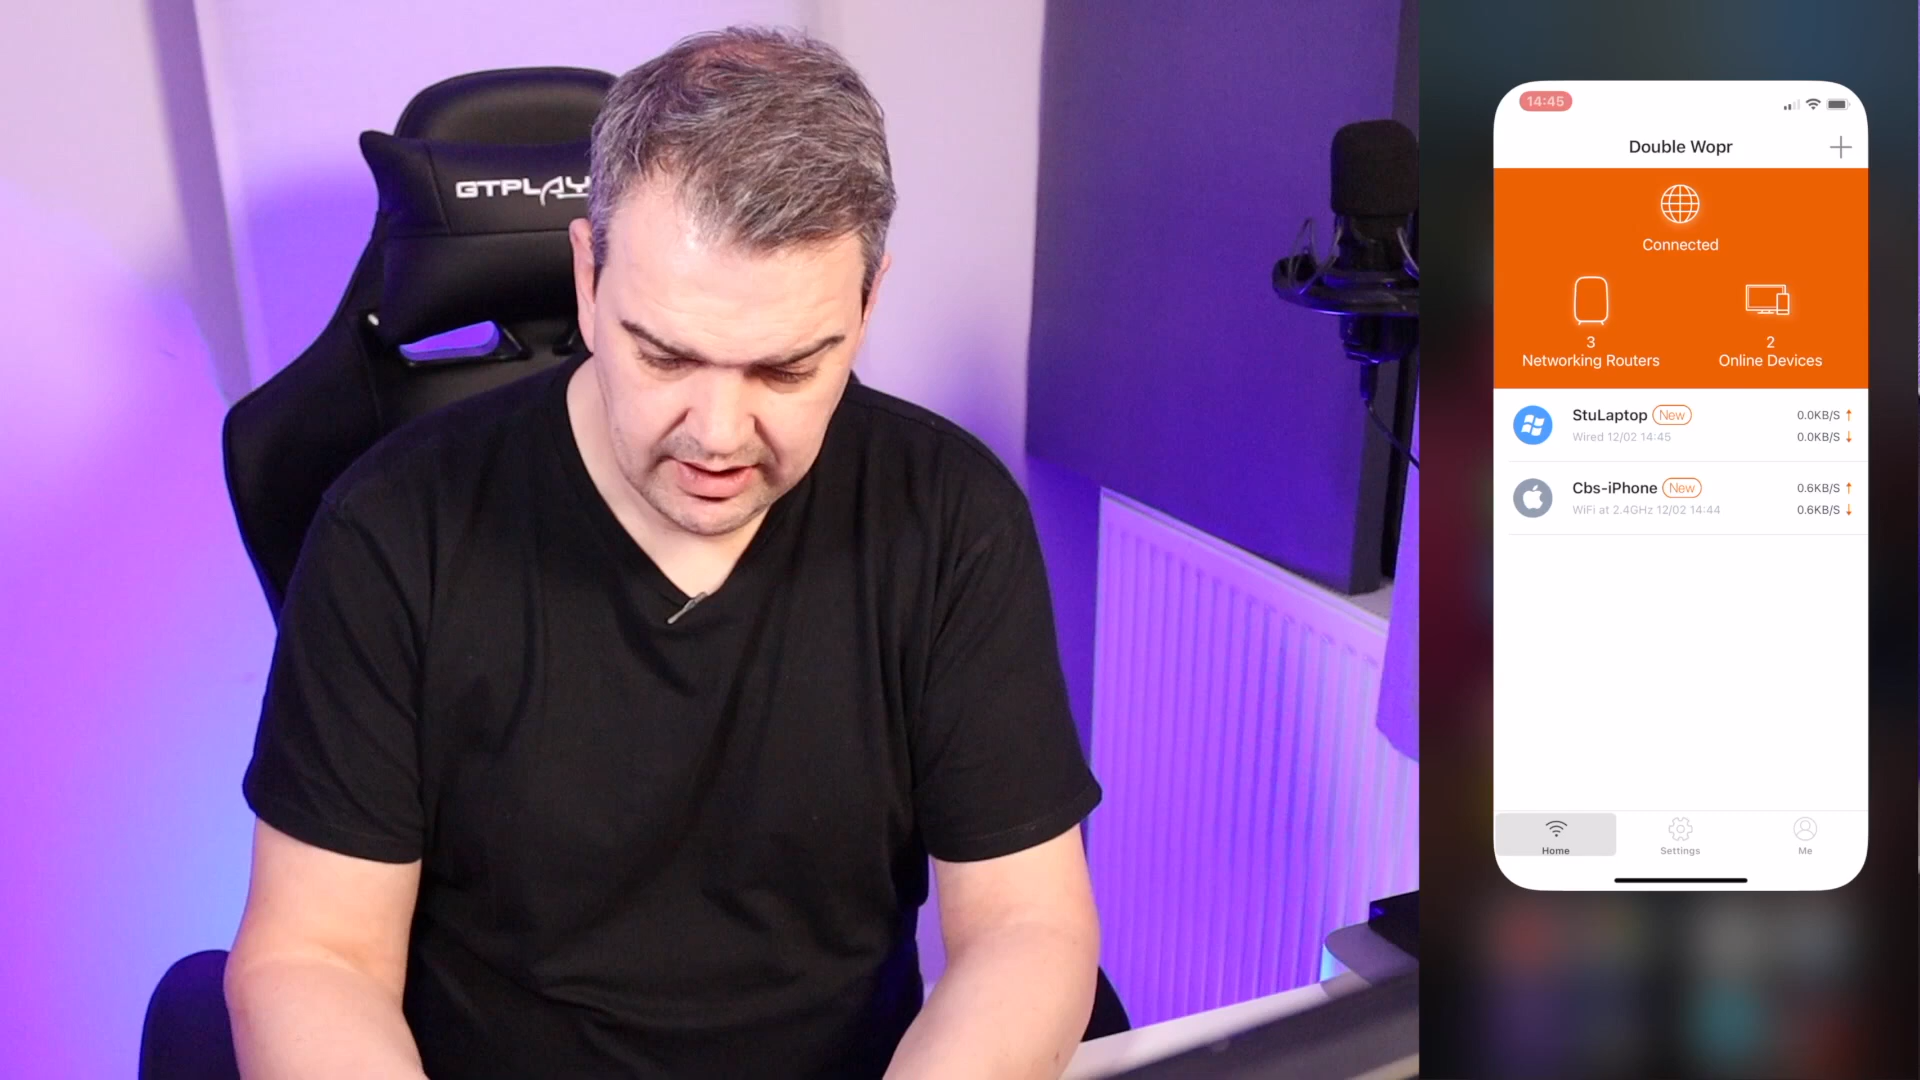 GTPLAY
14:45
Double Wopr
Connected
3
Networking Routers
2
Online Devices
StuLaptop New
0.0KB/S ↑
Wired 12/02 14:45
0.0KB/S ↓
Cbs-iPhone New
0.6KB/S ↑
WiFi at 2.4GHz 12/02 14:44
0.6KB/S ↓
Home
Settings
Me